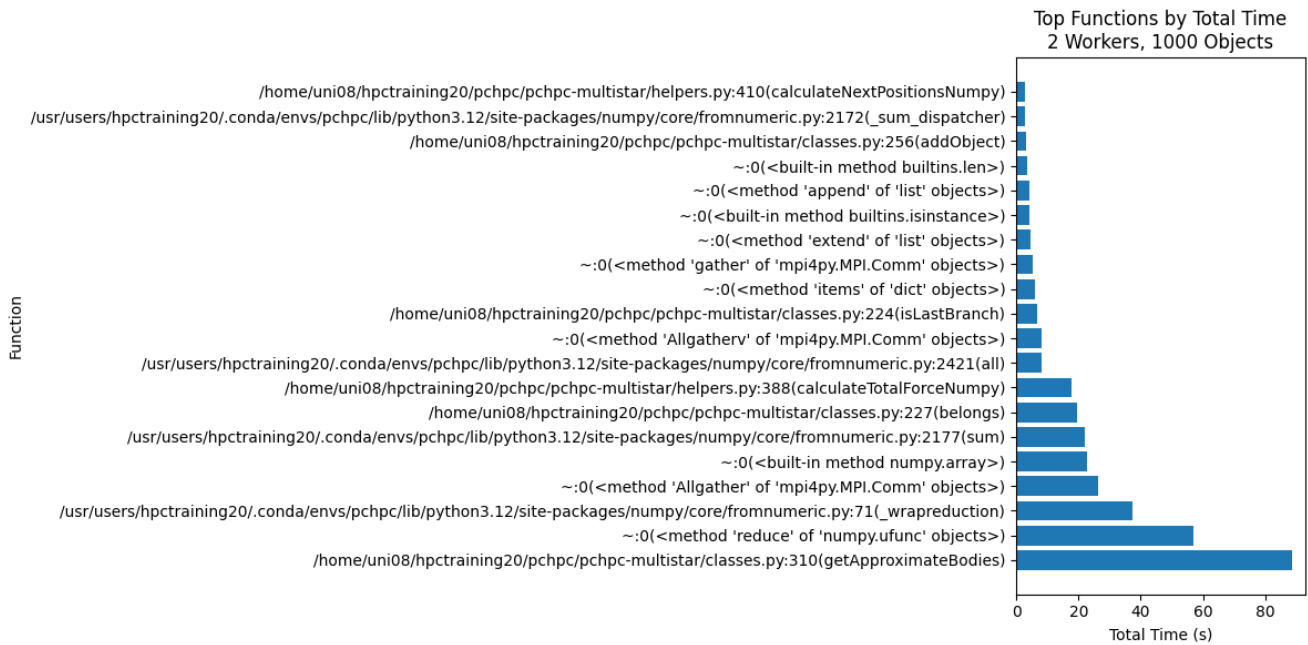 Top Functions by Total Time
2 Workers, 1000 Objects
/home/uni08/hpctraining20/pchpc/pchpc-multistar/helpers.py:410(calculateNextPositionsNumpy)
/usr/users/hpctraining20/.conda/envs/pchpc/lib/python3.12/site-packages/numpy/core/fromnumeric.py:2172(_sum_dispatcher)
/home/uni08/hpctraining20/pchpc/pchpc-multistar/classes.py:256(addObject)
~:0(<built-in method builtins.len>)
~:0(<method 'append' of 'list' objects>)
~:0(<built-in method builtins.isinstance>)
~:0(<method 'extend' of 'list' objects>)
~:0(<method 'gather' of 'mpi4py.MPI.Comm' objects>)
~:0(<method 'items' of 'dict' objects>)
/home/uni08/hpctraining20/pchpc/pchpc-multistar/classes.py:224(isLastBranch)
~:0(<method 'Allgatherv' of 'mpi4py.MPI.Comm' objects>)
/usr/users/hpctraining20/.conda/envs/pchpc/lib/python3.12/site-packages/numpy/core/fromnumeric.py:2421(all)
/home/uni08/hpctraining20/pchpc/pchpc-multistar/helpers.py:388(calculateTotalForceNumpy)
/home/uni08/hpctraining20/pchpc/pchpc-multistar/classes.py:227(belongs)
/usr/users/hpctraining20/.conda/envs/pchpc/lib/python3.12/site-packages/numpy/core/fromnumeric.py:2177(sum)
~:0(<built-in method numpy.array>)
~:0(<method 'Allgather' of 'mpi4py.MPI.Comm' objects>)
/usr/users/hpctraining20/.conda/envs/pchpc/lib/python3.12/site-packages/numpy/core/fromnumeric.py:71(_wrapreduction)
~:0(<method 'reduce' of 'numpy.ufunc' objects>)
/home/uni08/hpctraining20/pchpc/pchpc-multistar/classes.py:310(getApproximateBodies)
Function
0 20 40 60 80
Total Time (s)